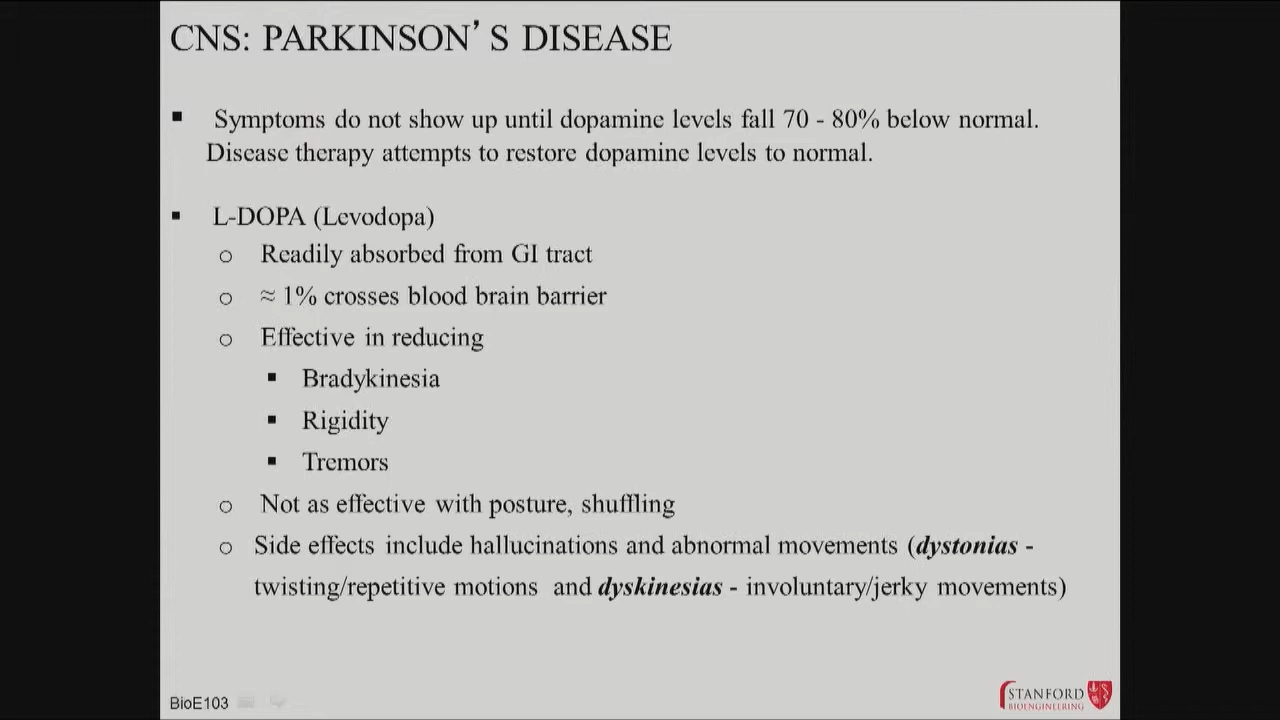 CNS: PARKINSON’S DISEASE
▪ Symptoms do not show up until dopamine levels fall 70 - 80% below normal.
Disease therapy attempts to restore dopamine levels to normal.
▪ L-DOPA (Levodopa)
o Readily absorbed from GI tract
o ≈ 1% crosses blood brain barrier
o Effective in reducing
▪ Bradykinesia
▪ Rigidity
▪ Tremors
o Not as effective with posture, shuffling
o Side effects include hallucinations and abnormal movements (dystonias -
twisting/repetitive motions and dyskinesias - involuntary/jerky movements)
BioE103
STANFORD
BIOENGINEERING